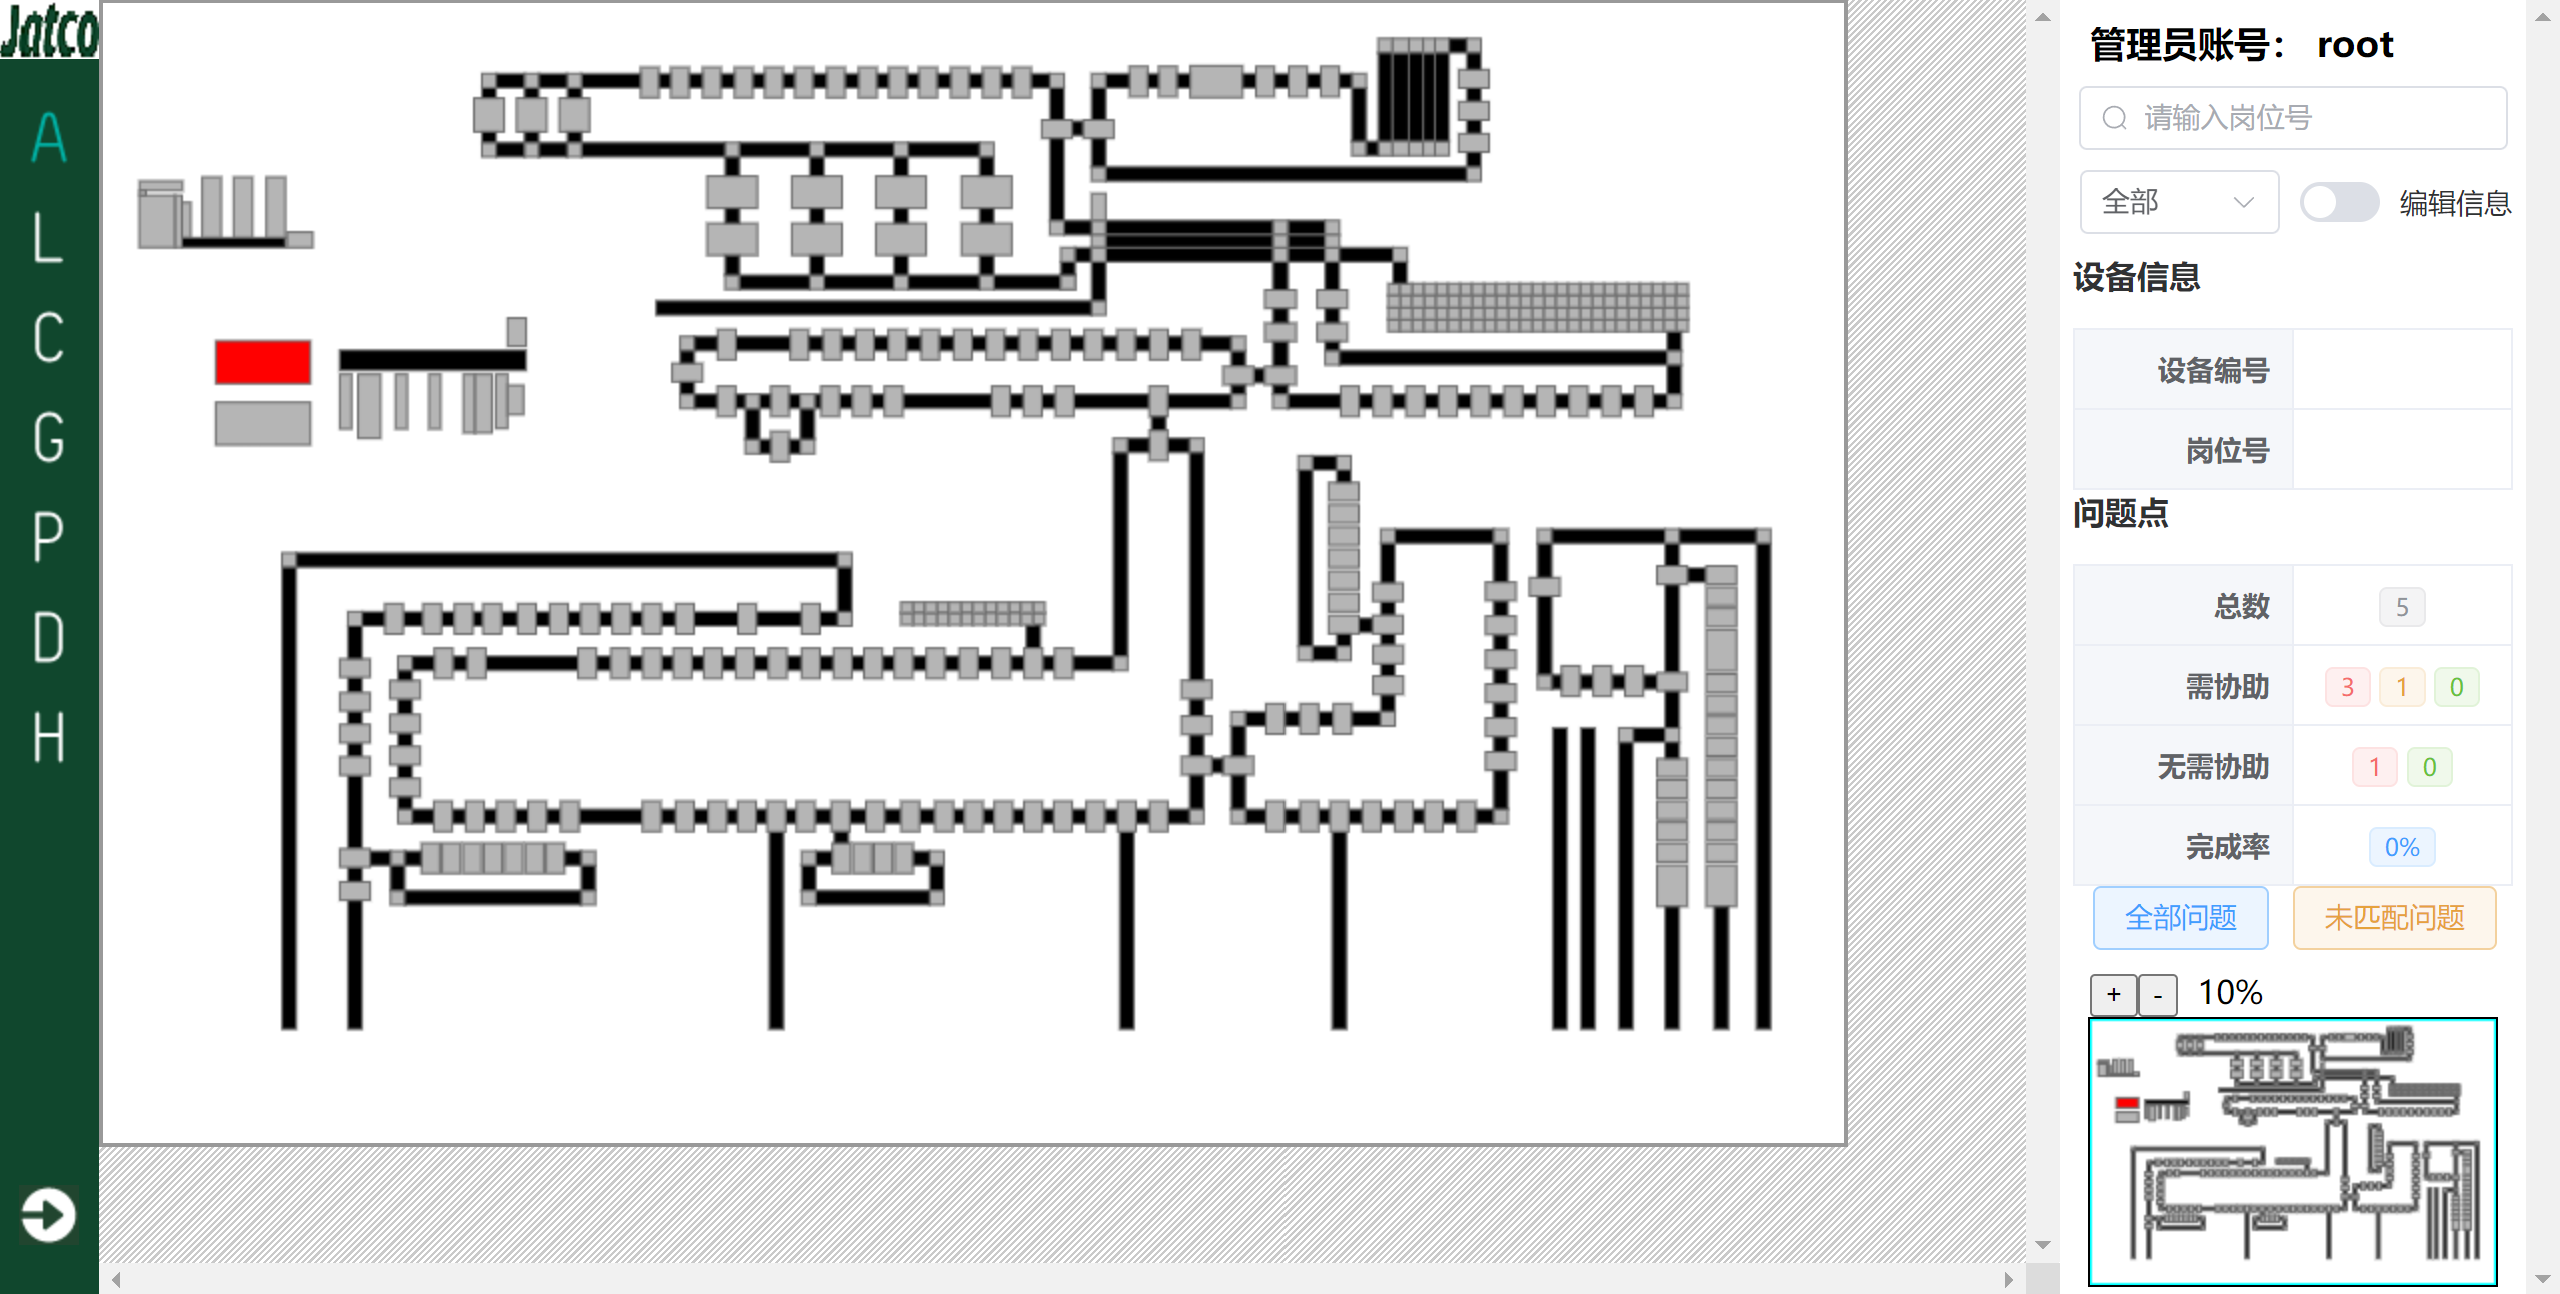 Jatco
A
L
C
G
P
D
H
管理员账号： root
请输入岗位号
全部
编辑信息
设备信息
设备编号
岗位号
问题点
总数 5
需协助 3 1 0
无需协助 1 0
完成率 0%
全部问题 未匹配问题
+ - 10%